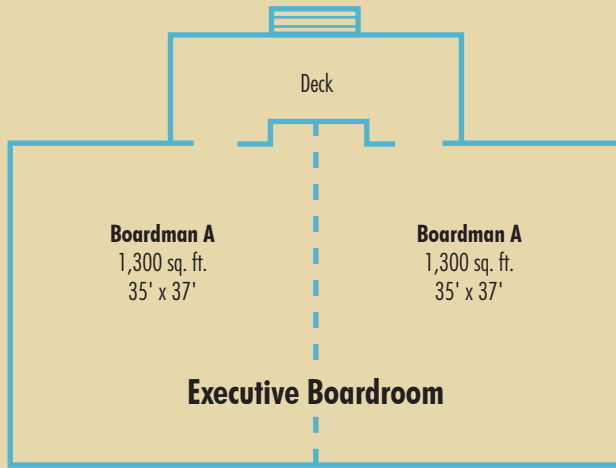 Deck
Boardman A
1,300 sq. ft.
35' x 37'
Boardman A
1,300 sq. ft.
35' x 37'
Executive Boardroom